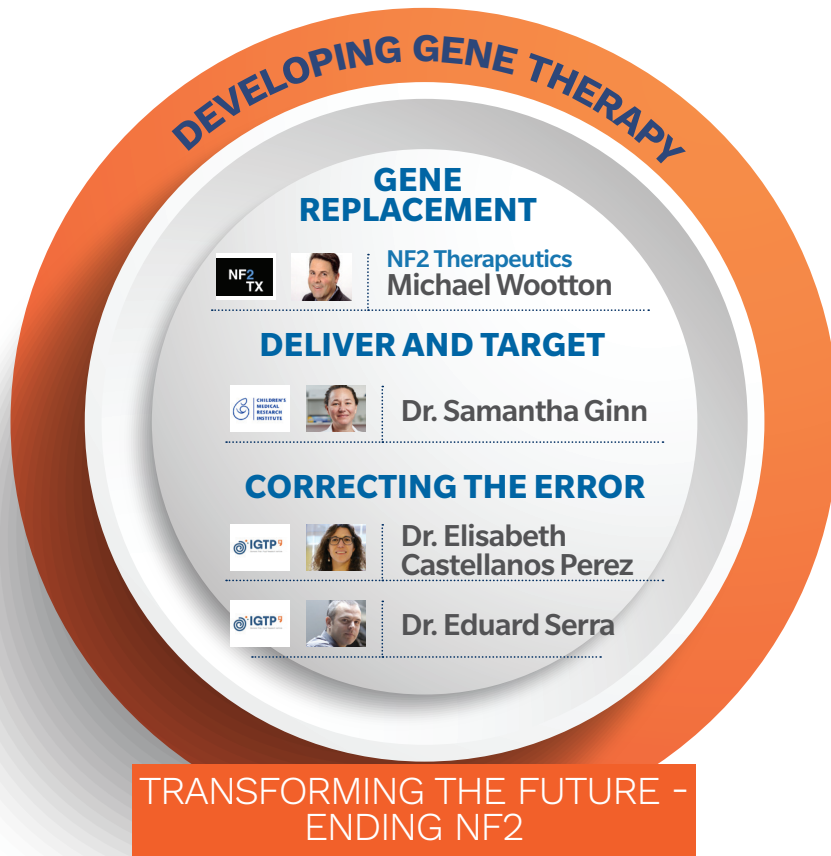 DEVELOPING GENE THERAPY
GENE
REPLACEMENT
NF2
TX
NF2 Therapeutics
Michael Wootton
DELIVER AND TARGET
CHILDREN'S
MEDICAL
RESEARCH
INSTITUTE
Dr. Samantha Ginn
CORRECTING THE ERROR
IGTP
Dr. Elisabeth
Castellanos Perez
IGTP
Dr. Eduard Serra
TRANSFORMING THE FUTURE -
ENDING NF2